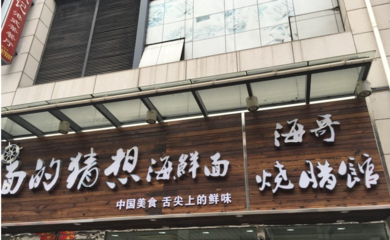 面的猜想海鲜面
中国美食 舌尖上的鲜味
海哥
烧腊馆